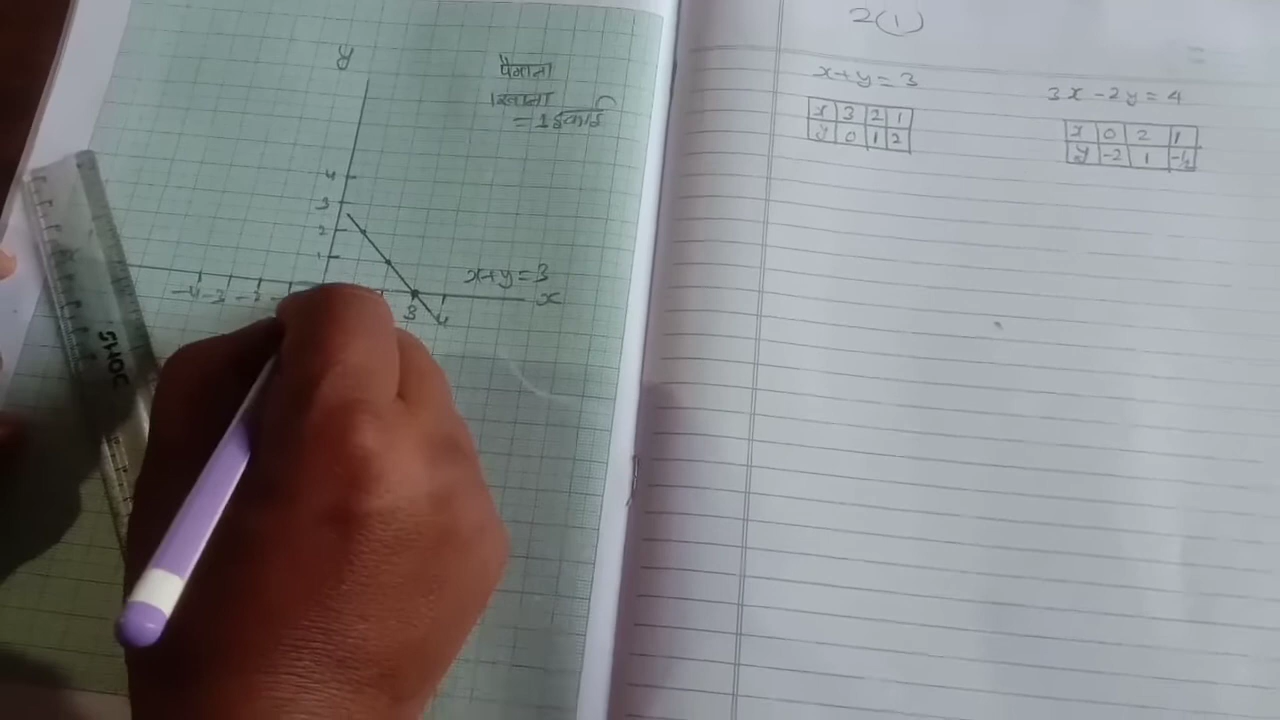 y
पैमाना
1 खाना
= 1 इकाई
4
3
2
1
-4 -3 -2
3 4
x+y=3
x
2(1)
x+y=3
x 3 2 1
y 0 1 2
3x-2y=4
x 0 2 1
y -2 1 -½